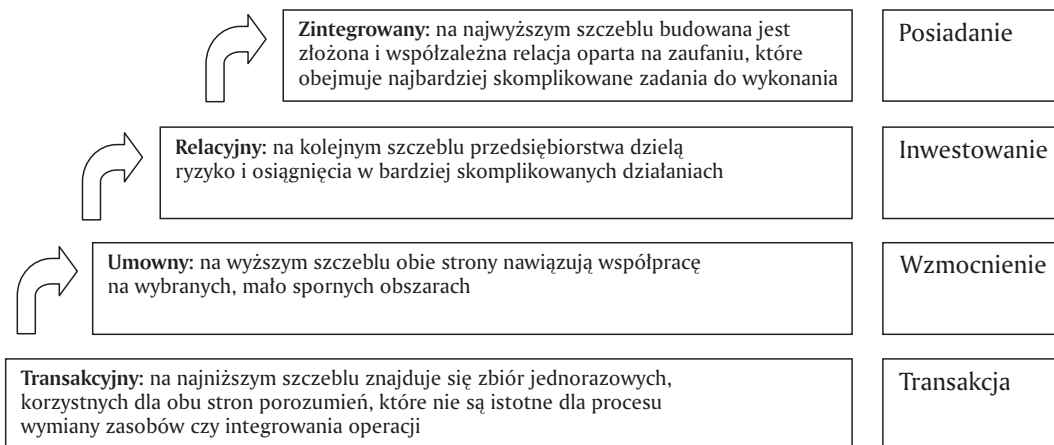 Zintegrowany: na najwyższym szczeblu budowana jest
złożona i współzależna relacja oparta na zaufaniu, które
obejmuje najbardziej skomplikowane zadania do wykonania
Posiadanie
Relacyjny: na kolejnym szczeblu przedsiębiorstwa dzielą
ryzyko i osiągnięcia w bardziej skomplikowanych działaniach
Inwestowanie
Umowny: na wyższym szczeblu obie strony nawiązują współpracę
na wybranych, mało spornych obszarach
Wzmocnienie
Transakcyjny: na najniższym szczeblu znajduje się zbiór jednorazowych,
korzystnych dla obu stron porozumień, które nie są istotne dla procesu
wymiany zasobów czy integrowania operacji
Transakcja